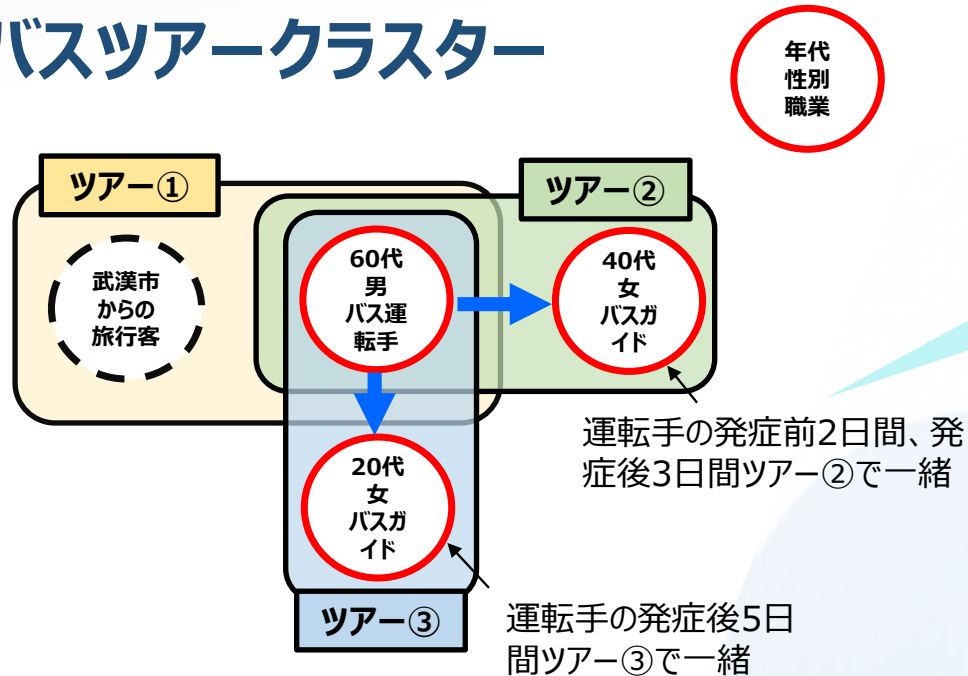 バスツアークラスター
年代
性別
職業
ツアー①
ツアー②
武漢市
からの
旅行客
60代
男
バス運
転手
40代
女
バスガ
イド
運転手の発症前2日間、発
症後3日間ツアー②で一緒
20代
女
バスガ
イド
ツアー③
運転手の発症後5日
間ツアー③で一緒